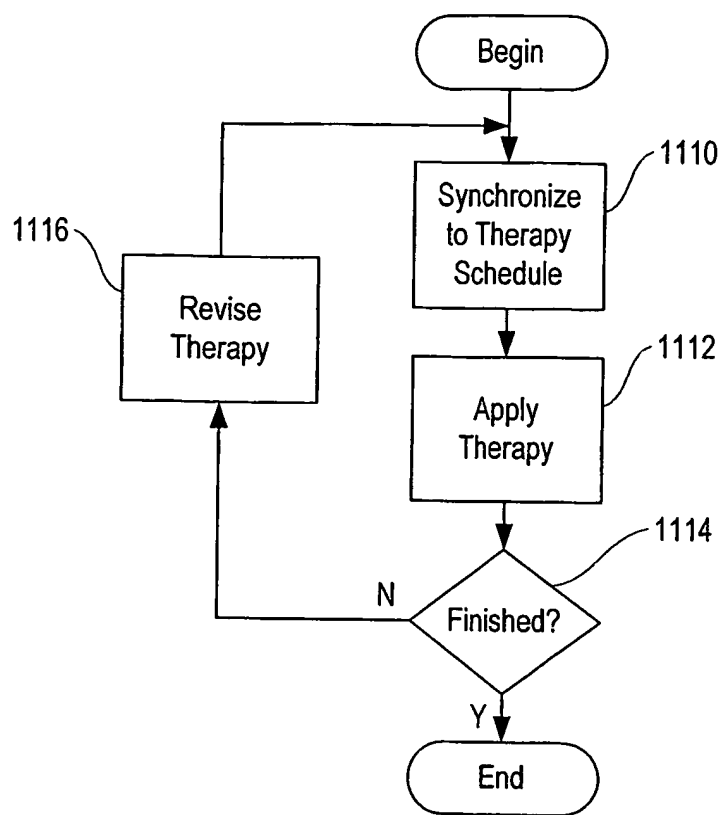 Begin
1110
Synchronize
to Therapy
Schedule
1116
Revise
Therapy
1112
Apply
Therapy
1114
N
Finished?
Y
End